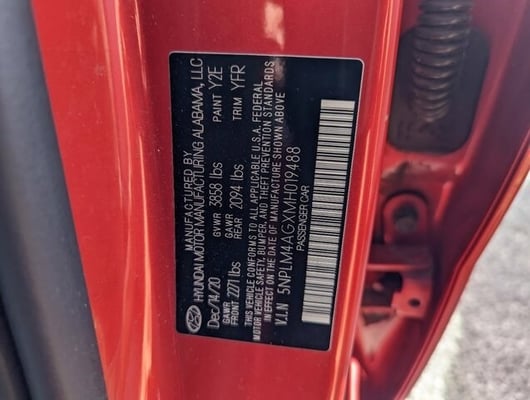 MANUFACTURED BY
HYUNDAI MOTOR MANUFACTURING ALABAMA, LLC
Dec/14/20 GVWR 3858 lbs PAINT Y2E
GAWR FRONT 2271 lbs GAWR REAR 2094 lbs TRIM YFR
THIS VEHICLE CONFORMS TO ALL APPLICABLE U.S.A. FEDERAL
MOTOR VEHICLE SAFETY, BUMPER, AND THEFT PREVENTION STANDARDS
IN EFFECT ON THE DATE OF MANUFACTURE SHOWN ABOVE
V.I.N 5NPLM4AGXMH019488
PASSENGER CAR